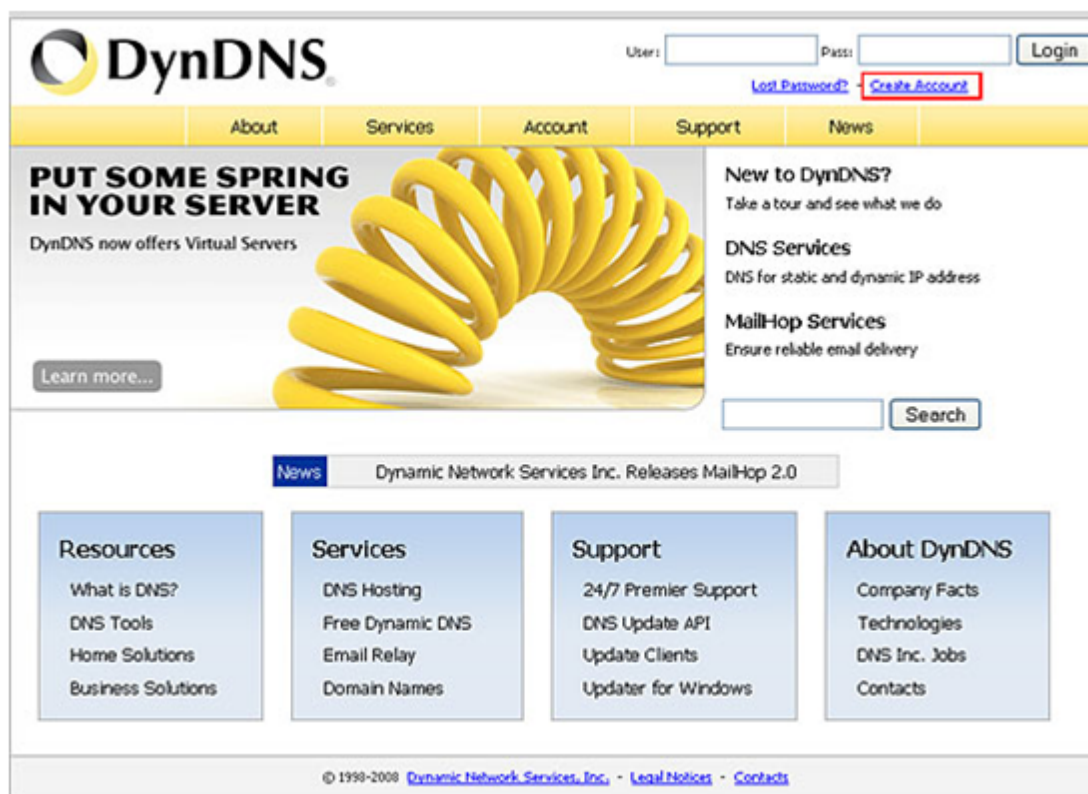 DynDNS
User: Pass: Login
Lost Password? - Create Account
About Services Account Support News
PUT SOME SPRING
IN YOUR SERVER
DynDNS now offers Virtual Servers
Learn more...
New to DynDNS?
Take a tour and see what we do
DNS Services
DNS for static and dynamic IP address
MailHop Services
Ensure reliable email delivery
Search
News Dynamic Network Services Inc. Releases MailHop 2.0
Resources
What is DNS?
DNS Tools
Home Solutions
Business Solutions
Services
DNS Hosting
Free Dynamic DNS
Email Relay
Domain Names
Support
24/7 Premier Support
DNS Update API
Update Clients
Updater for Windows
About DynDNS
Company Facts
Technologies
DNS Inc. Jobs
Contacts
© 1998-2008 Dynamic Network Services, Inc. - Legal Notices - Contacts